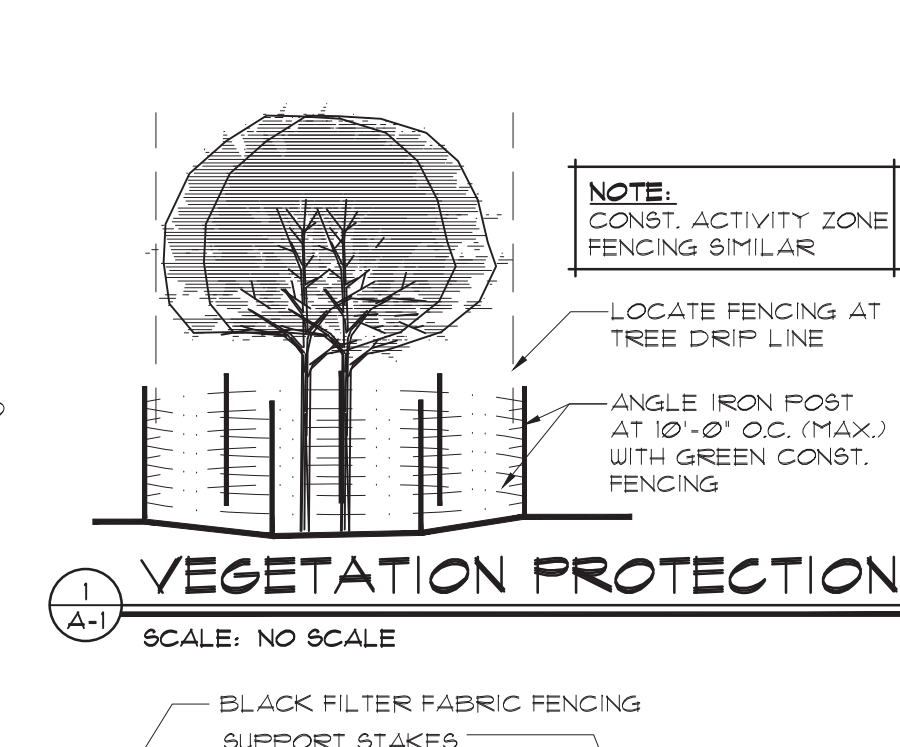 NOTE:
CONST. ACTIVITY ZONE
FENCING SIMILAR
LOCATE FENCING AT
TREE DRIP LINE
ANGLE IRON POST
AT 10'-0" O.C. (MAX.)
WITH GREEN CONST.
FENCING
VEGETATION PROTECTION
1
A-1
SCALE: NO SCALE
BLACK FILTER FABRIC FENCING
SUPPORT STAKES